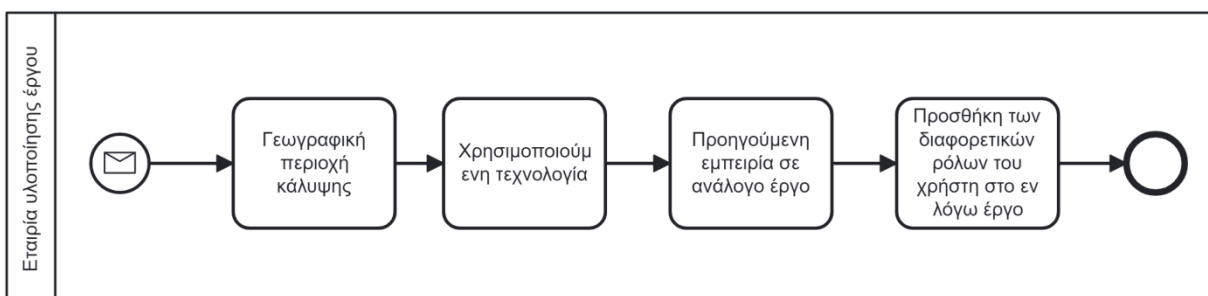 Εταιρία υλοποίησης έργου
Γεωγραφική
περιοχή
κάλυψης
Χρησιμοποιούμ
ενη τεχνολογία
Προηγούμενη
εμπειρία σε
ανάλογο έργο
Προσθήκη των
διαφορετικών
ρόλων του
χρήστη στο εν
λόγω έργο